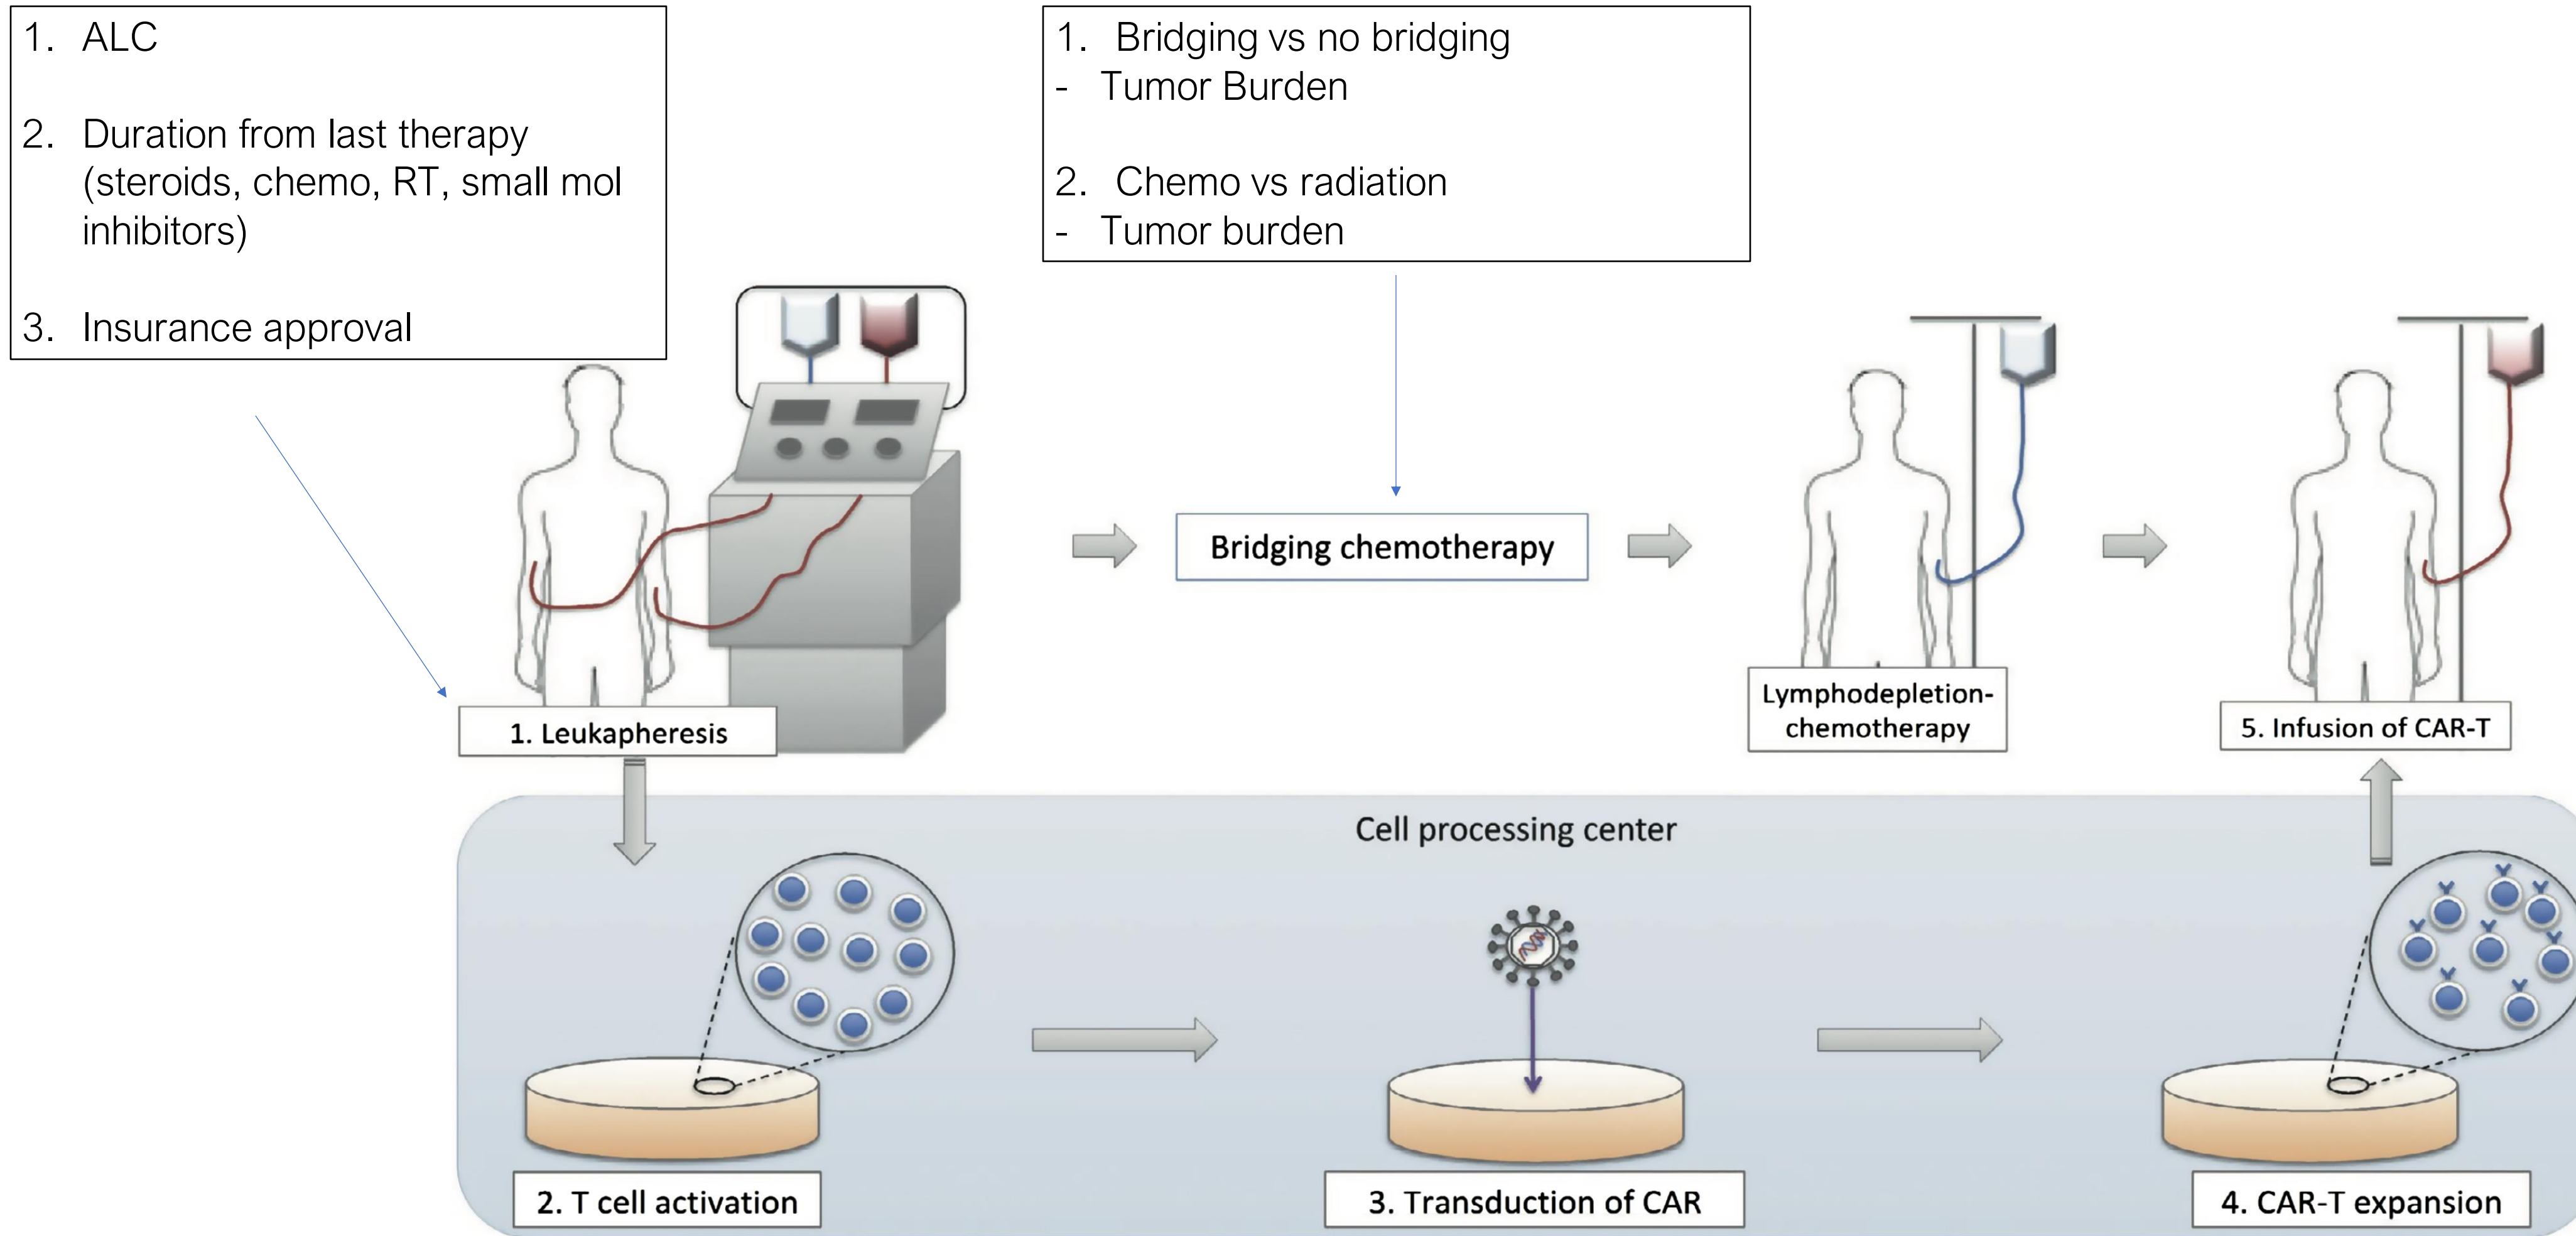 1. ALC
2. Duration from last therapy
(steroids, chemo, RT, small mol
inhibitors)
3. Insurance approval
1. Bridging vs no bridging
- Tumor Burden
2. Chemo vs radiation
- Tumor burden
Bridging chemotherapy
Lymphodepletion-
chemotherapy
1. Leukapheresis
5. Infusion of CAR-T
Cell processing center
2. T cell activation
3. Transduction of CAR
4. CAR-T expansion